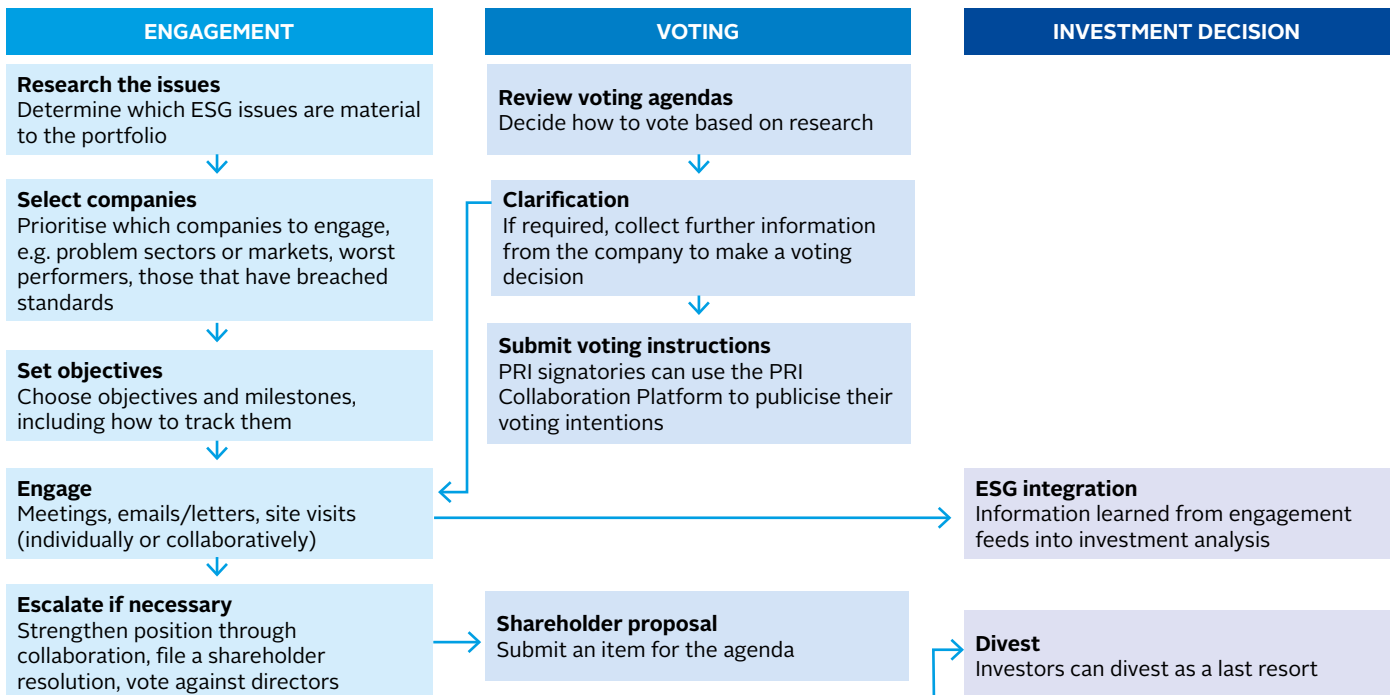 ENGAGEMENT
Research the issues
Determine which ESG issues are material
to the portfolio
Select companies
Prioritise which companies to engage,
e.g. problem sectors or markets, worst
performers, those that have breached
standards
Set objectives
Choose objectives and milestones,
including how to track them
Engage
Meetings, emails/letters, site visits
(individually or collaboratively)
Escalate if necessary
Strengthen position through
collaboration, file a shareholder
resolution, vote against directors
VOTING
Review voting agendas
Decide how to vote based on research
Clarification
If required, collect further information
from the company to make a voting
decision
Submit voting instructions
PRI signatories can use the PRI
Collaboration Platform to publicise their
voting intentions
Shareholder proposal
Submit an item for the agenda
INVESTMENT DECISION
ESG integration
Information learned from engagement
feeds into investment analysis
Divest
Investors can divest as a last resort